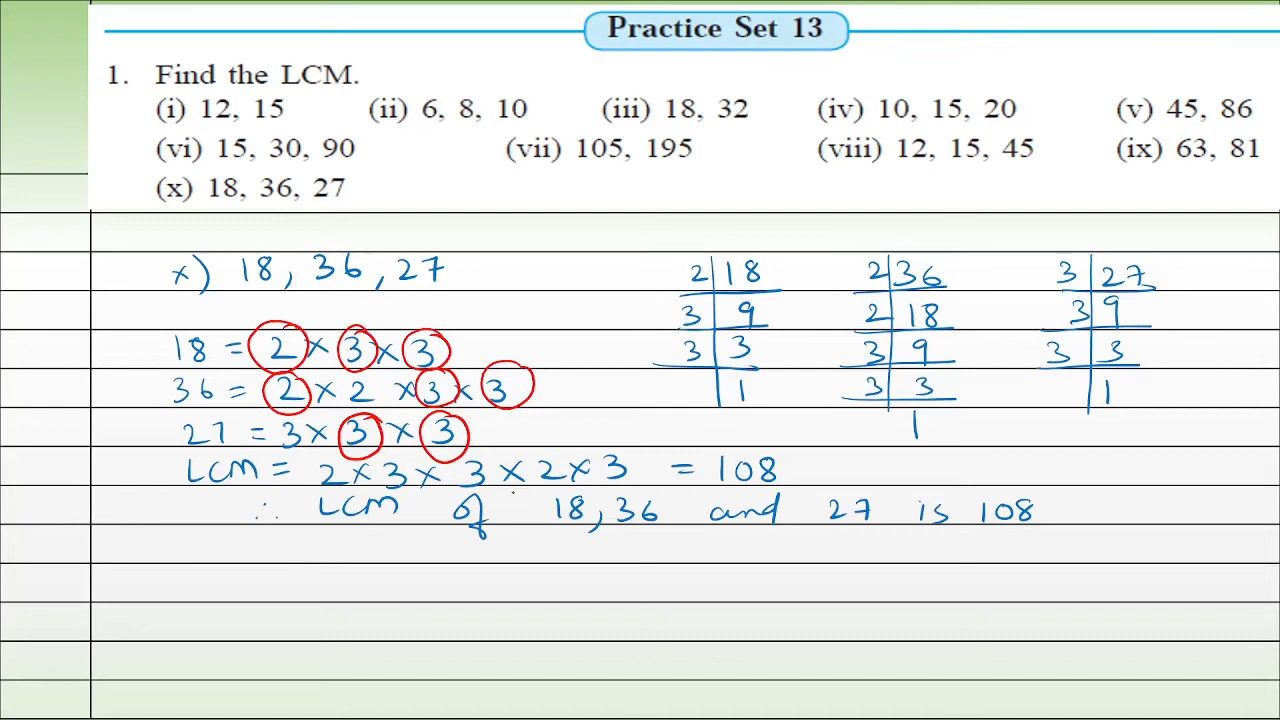 Practice Set 13
1. Find the LCM.
(i) 12, 15 (ii) 6, 8, 10 (iii) 18, 32 (iv) 10, 15, 20 (v) 45, 86
(vi) 15, 30, 90 (vii) 105, 195 (viii) 12, 15, 45 (ix) 63, 81
(x) 18, 36, 27
x) 18, 36, 27
2 18
3 9
3 3
1
2 36
2 18
3 9
3 3
1
3 27
3 9
3 3
1
18 = 2 × 3 × 3
36 = 2 × 2 × 3 × 3
27 = 3 × 3 × 3
LCM = 2 × 3 × 3 × 2 × 3 = 108
∴ LCM of 18, 36 and 27 is 108